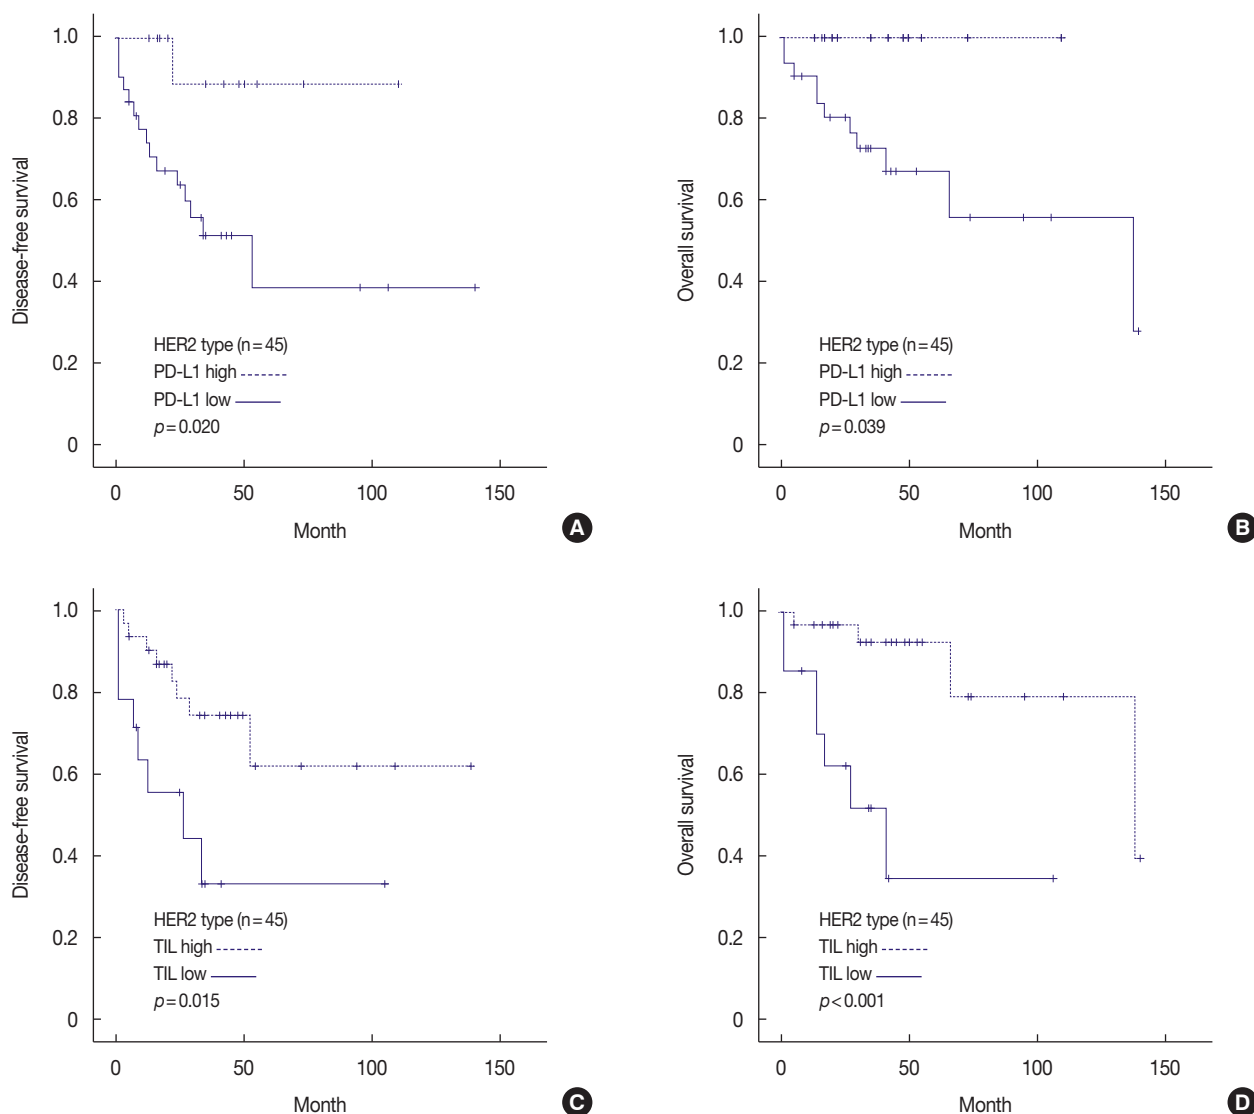 1.0
0.8
0.6
0.4
0.2
0
Disease-free survival
HER2 type (n=45)
PD-L1 high
PD-L1 low
p=0.020
0 50 100 150
Month
A
1.0
0.8
0.6
0.4
0.2
0
Overall survival
HER2 type (n=45)
PD-L1 high
PD-L1 low
p=0.039
0 50 100 150
Month
B
1.0
0.8
0.6
0.4
0.2
0
Disease-free survival
HER2 type (n=45)
TIL high
TIL low
p=0.015
0 50 100 150
Month
C
1.0
0.8
0.6
0.4
0.2
0
Overall survival
HER2 type (n=45)
TIL high
TIL low
p<0.001
0 50 100 150
Month
D